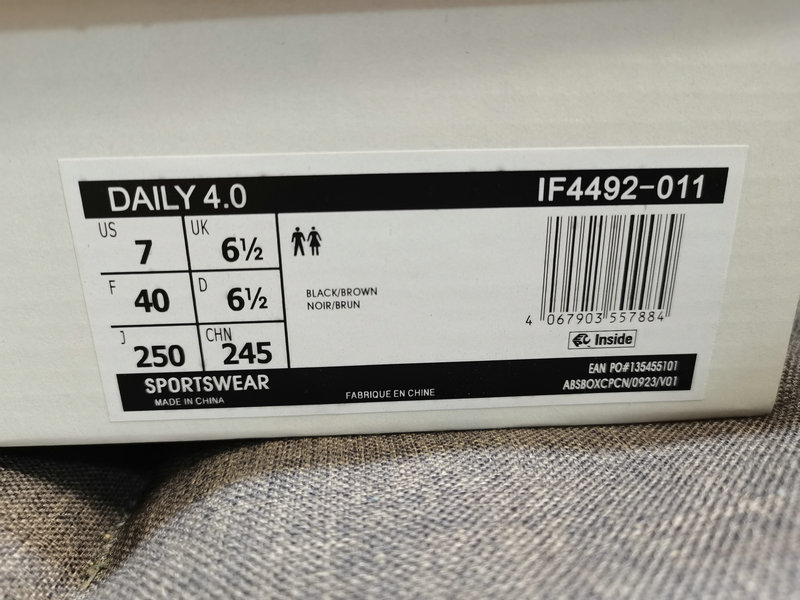 DAILY 4.0
IF4492-011
US 7
UK 6½
F 40
D 6½
J 250
CHN 245
BLACK/BROWN
NOIR/BRUN
4 067903 557884
Inside
SPORTSWEAR
MADE IN CHINA
FABRIQUE EN CHINE
EAN PO#135455101
ABSBOXCPCN/0923/V01